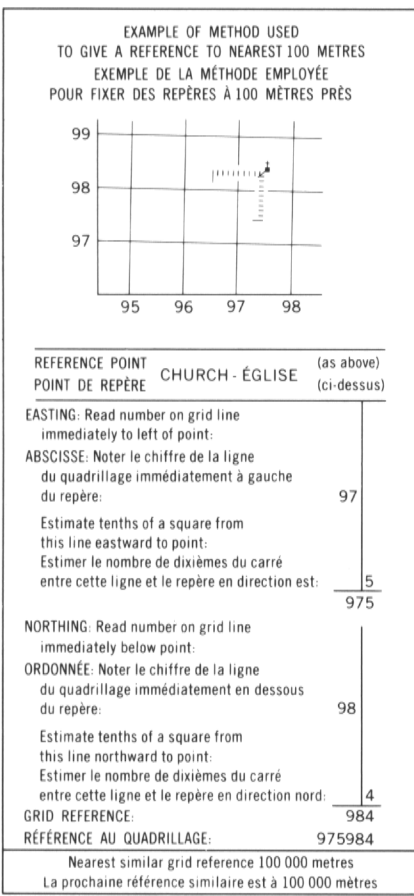 EXAMPLE OF METHOD USED
TO GIVE A REFERENCE TO NEAREST 100 METRES
EXEMPLE DE LA MÉTHODE EMPLOYÉE
POUR FIXER DES REPÈRES À 100 MÈTRES PRÈS
99
98
97
95 96 97 98
REFERENCE POINT CHURCH - ÉGLISE (as above)
POINT DE REPÈRE (ci-dessus)
EASTING: Read number on grid line
immediately to left of point:
ABSCISSE: Noter le chiffre de la ligne
du quadrillage immédiatement à gauche
du repère: 97
Estimate tenths of a square from
this line eastward to point:
Estimer le nombre de dixièmes du carré
entre cette ligne et le repère en direction est: 5
975
NORTHING: Read number on grid line
immediately below point:
ORDONNÉE: Noter le chiffre de la ligne
du quadrillage immédiatement en dessous
du repère: 98
Estimate tenths of a square from
this line northward to point:
Estimer le nombre de dixièmes du carré
entre cette ligne et le repère en direction nord: 4
GRID REFERENCE: 984
RÉFÉRENCE AU QUADRILLAGE: 975984
Nearest similar grid reference 100 000 metres
La prochaine référence similaire est à 100 000 mètres